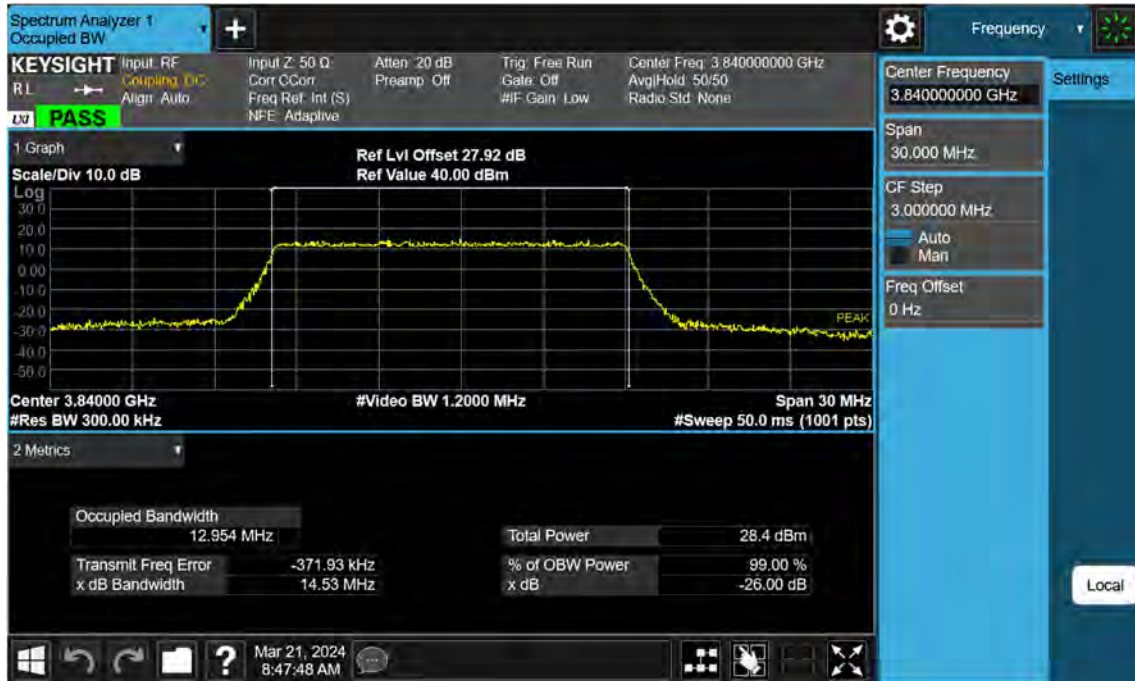 Spectrum Analyzer 1
Occupied BW
+
Frequency
KEYSIGHT
RL
LXI PASS
Input: RF
Coupling: DC
Align: Auto
Input Z: 50 Ω
Corr CCorr
Freq Ref: Int (S)
NFE: Adaptive
Atten: 20 dB
Preamp: Off
Trig: Free Run
Gate: Off
#IF Gain: Low
Center Freq: 3.840000000 GHz
Avg|Hold: 50/50
Radio Std: None
Center Frequency
3.840000000 GHz
Settings
Span
30.000 MHz
CF Step
3.000000 MHz
Auto
Man
Freq Offset
0 Hz
Local
1 Graph
Scale/Div 10.0 dB
Ref Lvl Offset 27.92 dB
Ref Value 40.00 dBm
Log
30.0
20.0
10.0
0.00
-10.0
-20.0
-30.0
-40.0
-50.0
PEAK
Center 3.84000 GHz
#Video BW 1.2000 MHz
Span 30 MHz
#Res BW 300.00 kHz
#Sweep 50.0 ms (1001 pts)
2 Metrics
Occupied Bandwidth
12.954 MHz
Total Power 28.4 dBm
Transmit Freq Error -371.93 kHz
% of OBW Power 99.00 %
x dB Bandwidth 14.53 MHz
x dB -26.00 dB
?
Mar 21, 2024
8:47:48 AM